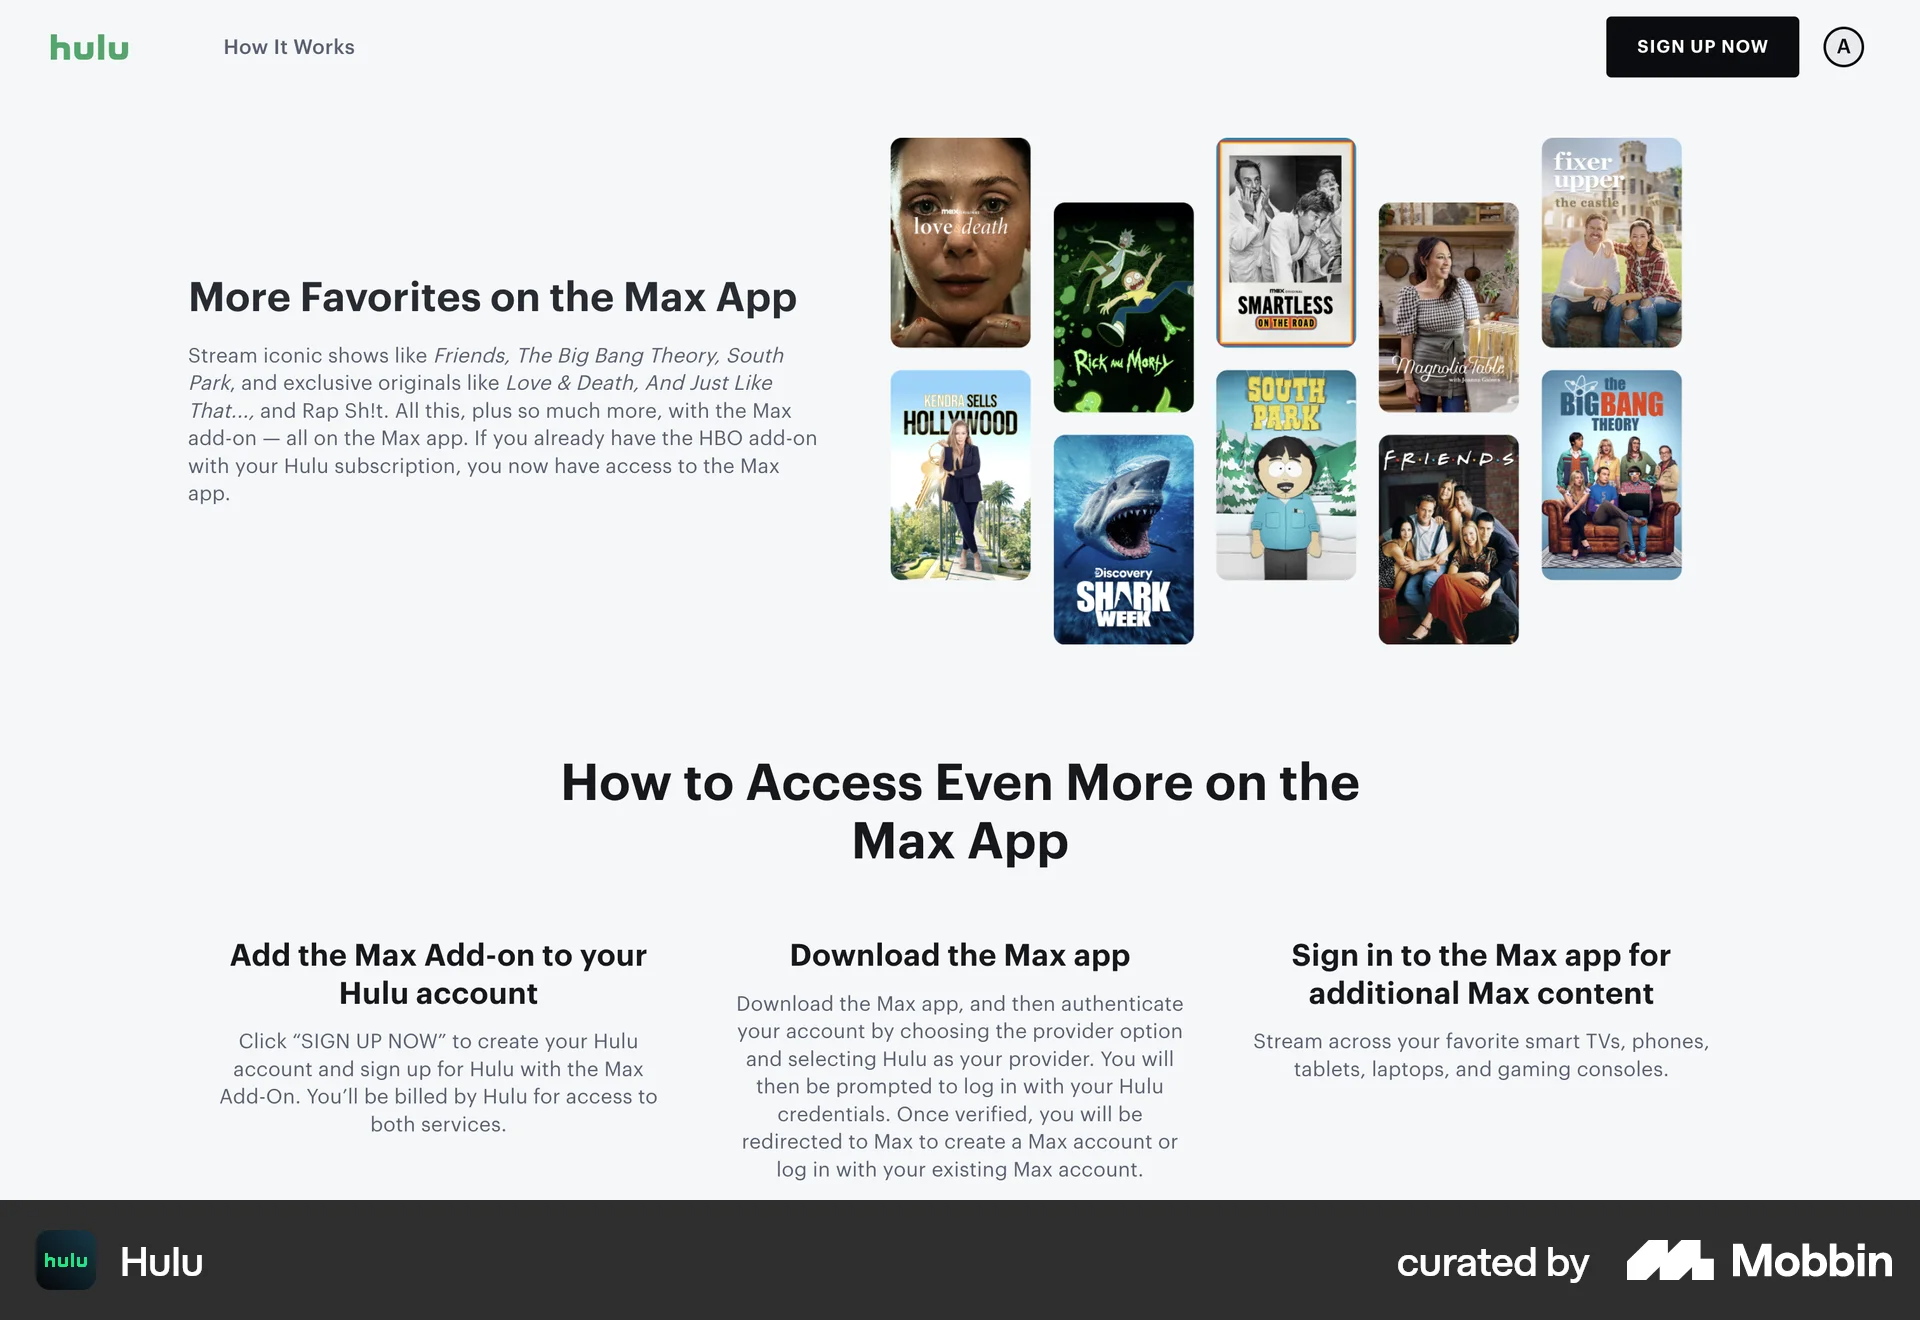 hulu
How It Works
SIGN UP NOW
A
More Favorites on the Max App
Stream iconic shows like Friends, The Big Bang Theory, South
Park, and exclusive originals like Love & Death, And Just Like
That..., and Rap Sh!t. All this, plus so much more, with the Max
add-on — all on the Max app. If you already have the HBO add-on
with your Hulu subscription, you now have access to the Max
app.
max
love death
KENDRA SELLS
HOLLYWOOD
Rick and Morty
Discovery
SHARK
WEEK
max ORIGINAL
SMARTLESS
ON THE ROAD
SOUTH
PARK
Magnolia Table
with Joanna Gaines
F·R·I·E·N·D·S
fixer
upper
the castle
the
BIG BANG
THEORY
How to Access Even More on the
Max App
Add the Max Add-on to your
Hulu account
Click “SIGN UP NOW” to create your Hulu
account and sign up for Hulu with the Max
Add-On. You’ll be billed by Hulu for access to
both services.
Download the Max app
Download the Max app, and then authenticate
your account by choosing the provider option
and selecting Hulu as your provider. You will
then be prompted to log in with your Hulu
credentials. Once verified, you will be
redirected to Max to create a Max account or
log in with your existing Max account.
Sign in to the Max app for
additional Max content
Stream across your favorite smart TVs, phones,
tablets, laptops, and gaming consoles.
hulu
Hulu
curated by
Mobbin